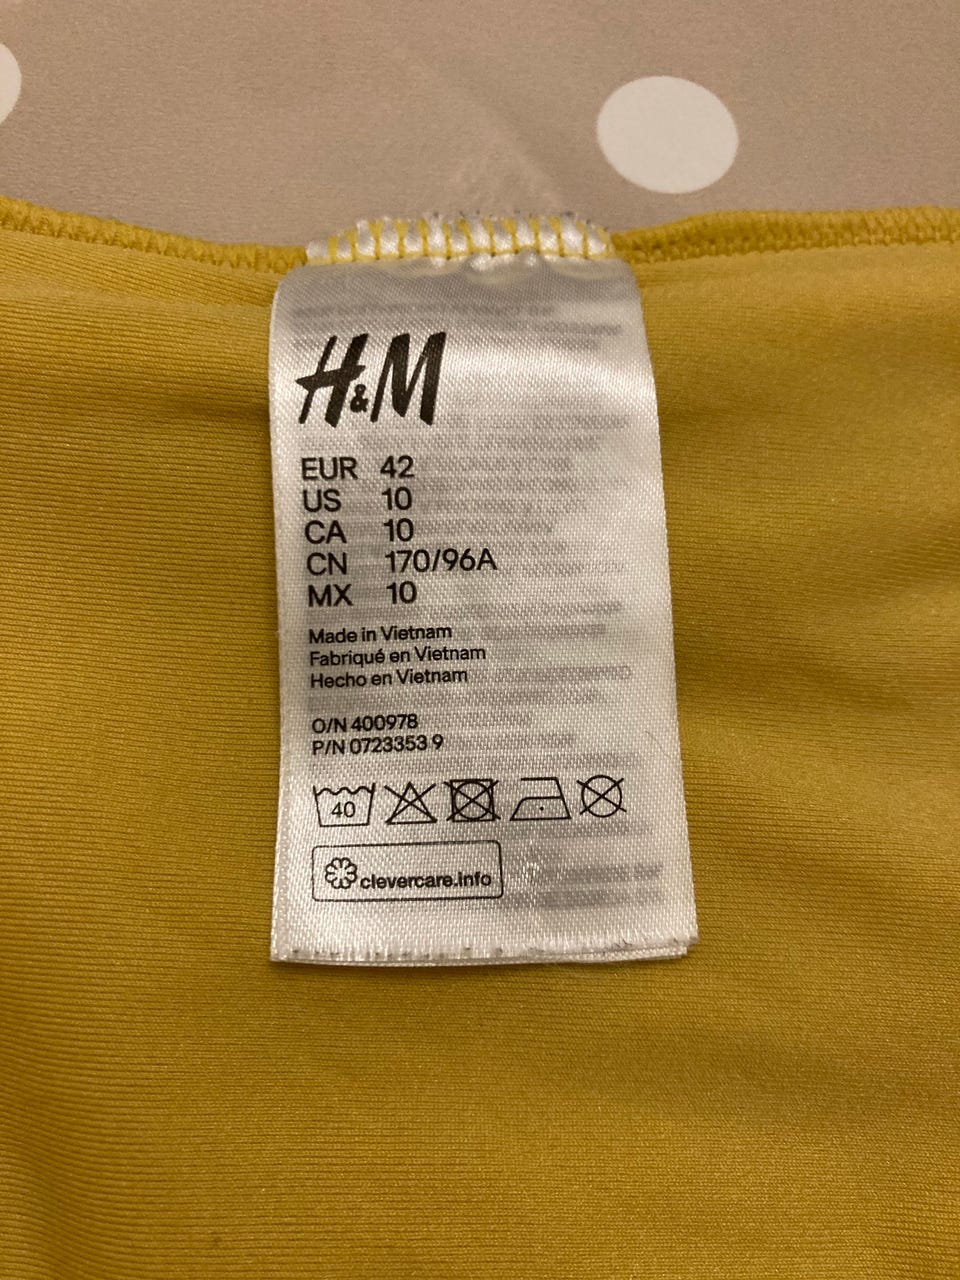 H&M
EUR 42
US 10
CA 10
CN 170/96A
MX 10
Made in Vietnam
Fabriqué en Vietnam
Hecho en Vietnam
O/N 400978
P/N 0723353 9
40
clevercare.info